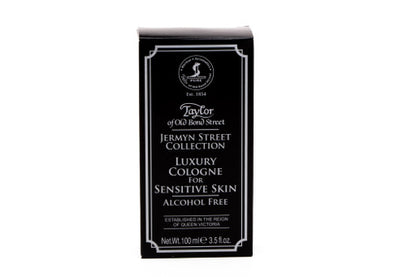 Est. 1854
Taylor
of Old Bond Street
JERMYN STREET
COLLECTION
LUXURY
COLOGNE
FOR
SENSITIVE SKIN
ALCOHOL FREE
ESTABLISHED IN THE REIGN
OF QUEEN VICTORIA
Net.Wt. 100 ml ℮ 3.5 fl.oz.